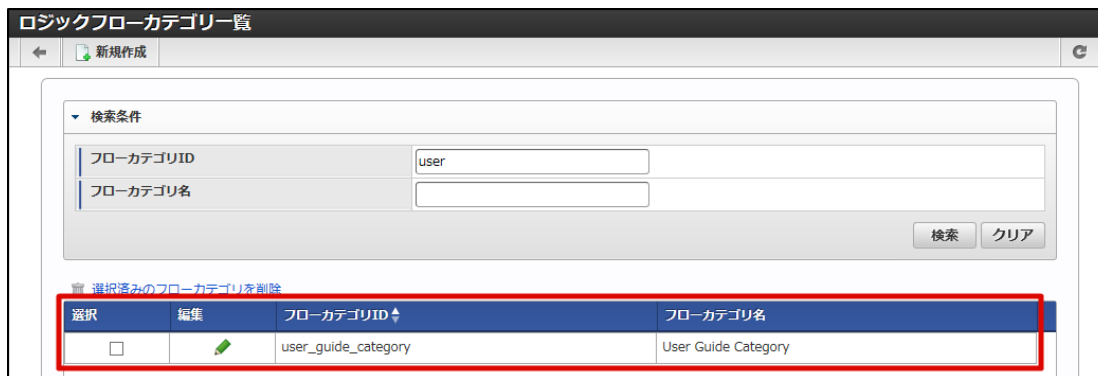 ロジックフローカテゴリ一覧
新規作成
検索条件
フローカテゴリID user
フローカテゴリ名
検索 クリア
選択済みのフローカテゴリを削除
選択 編集 フローカテゴリID フローカテゴリ名
user_guide_category User Guide Category